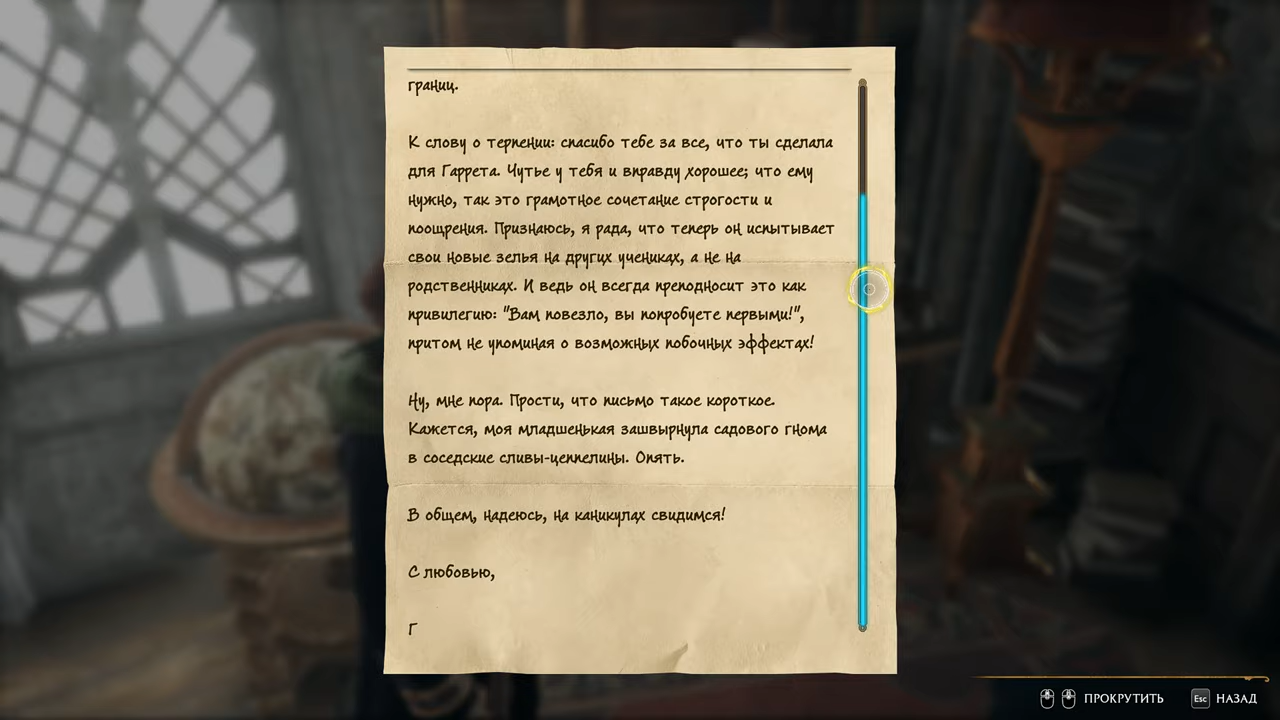 границ.
К слову о терпении: спасибо тебе за все, что ты сделала
для Гаррета. Чутье у тебя и вправду хорошее; что ему
нужно, так это грамотное сочетание строгости и
поощрения. Признаюсь, я рада, что теперь он испытывает
свои новые зелья на других учениках, а не на
родственниках. И ведь он всегда преподносит это как
привилегию: "Вам повезло, вы попробуете первыми!",
притом не упоминая о возможных побочных эффектах!
Ну, мне пора. Прости, что письмо такое короткое.
Кажется, моя младшенькая зашвырнула садового гнома
в соседские сливы-цеппелины. Опять.
В общем, надеюсь, на каникулах свидимся!
С любовью,
Г
ПРОКРУТИТЬ Esc НАЗАД